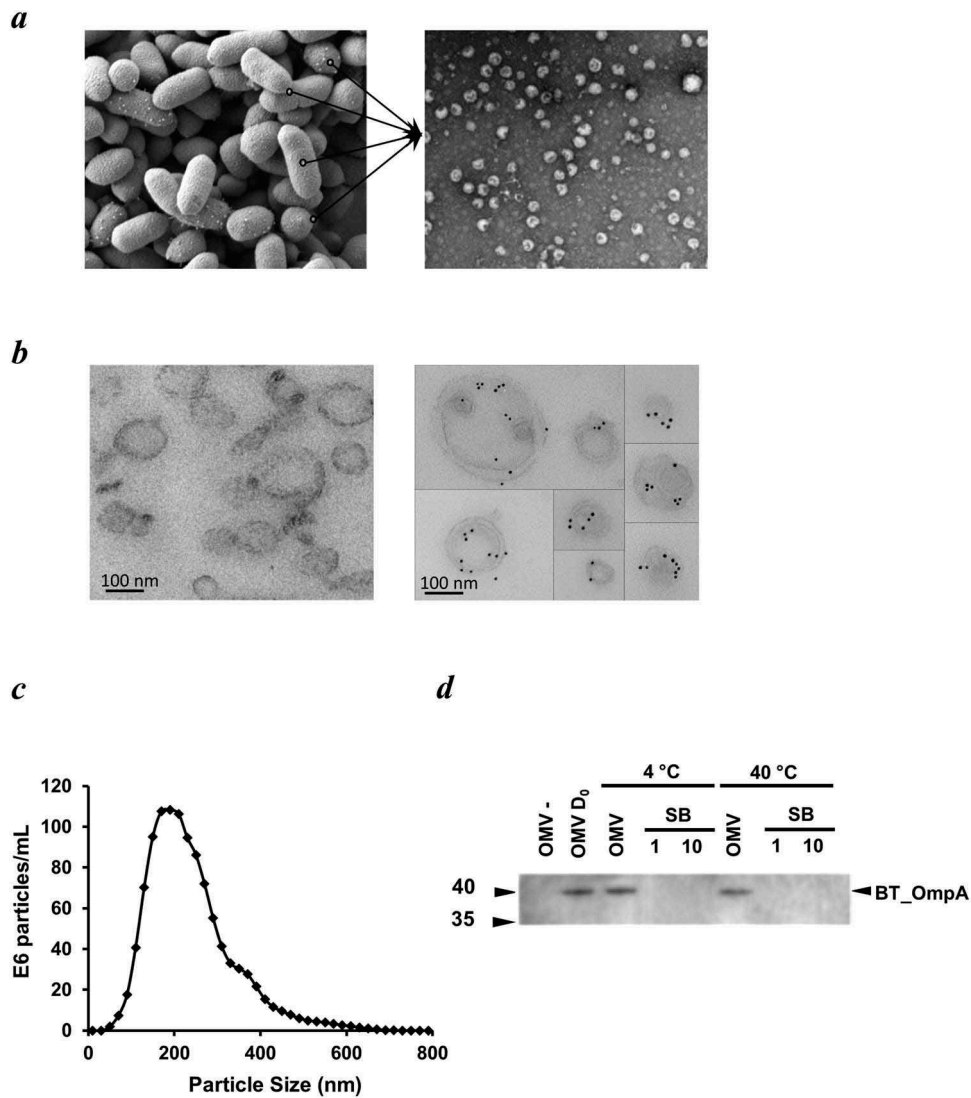 a
b
100 nm
100 nm
c
d
120
100
80
60
40
20
0
E6 particles/mL
0 200 400 600 800
Particle Size (nm)
4 °C 40 °C
OMV -
OMV D0
OMV
SB
1 10
OMV
SB
1 10
40
35
BT_OmpA